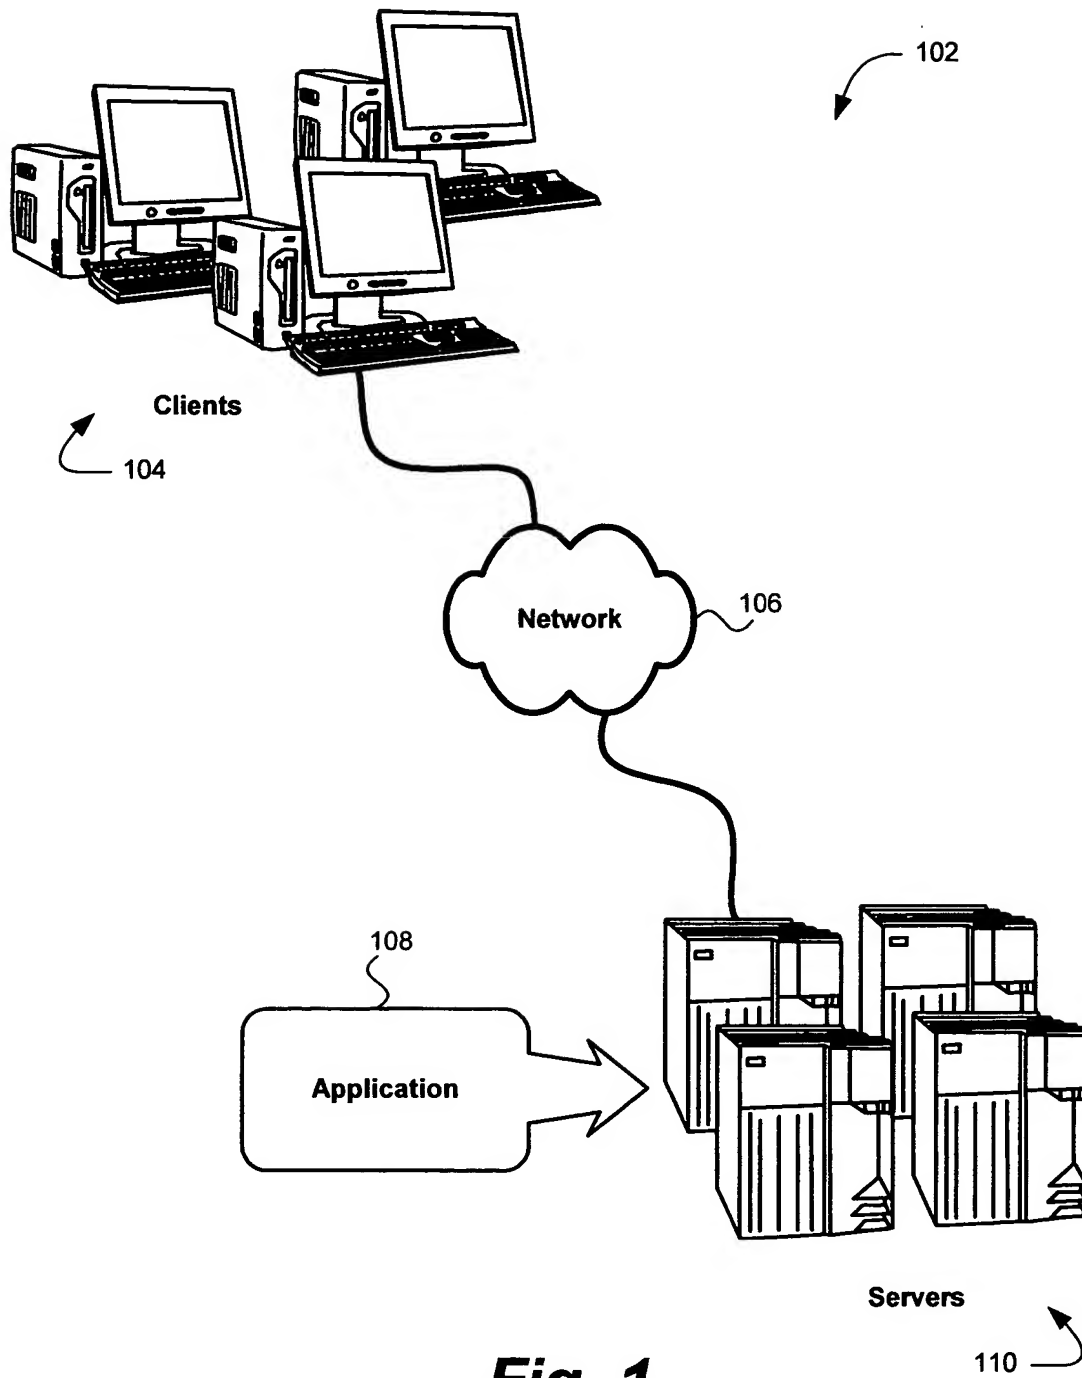 102
Clients
104
Network
106
108
Application
Servers
110
Fig. 1